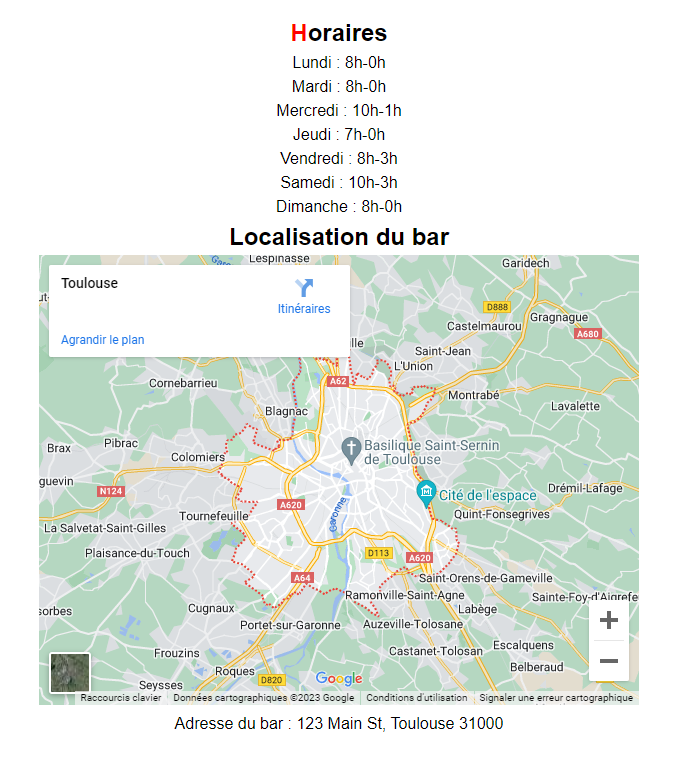 Horaires
Lundi : 8h-0h
Mardi : 8h-0h
Mercredi : 10h-1h
Jeudi : 7h-0h
Vendredi : 8h-3h
Samedi : 10h-3h
Dimanche : 8h-0h
Localisation du bar
Lespinasse
Garidech
Toulouse
Itinéraires
Agrandir le plan
D888
Gragnague
Castelmaurou
A680
Saint-Jean
L'Union
A62
Cornebarrieu
Montrabé
Blagnac
Lavalette
Brax
Pibrac
Colomiers
Basilique Saint-Sernin
de Toulouse
N124
A620
Garonne
Cité de l'espace
Drémil-Lafage
Tournefeuille
Quint-Fonsegrives
La Salvetat-Saint-Gilles
Plaisance-du-Touch
D113
A620
A64
Saint-Orens-de-Gameville
Ramonville-Saint-Agne
Sainte-Foy-d'Aigrefe
Cugnaux
Labège
Portet-sur-Garonne
Auzeville-Tolosane
Frouzins
Castanet-Tolosan
Escalquens
Belberaud
Roques
Seysses
D820
Google
Raccourcis clavier
Données cartographiques ©2023 Google
Conditions d'utilisation
Signaler une erreur cartographique
Adresse du bar : 123 Main St, Toulouse 31000